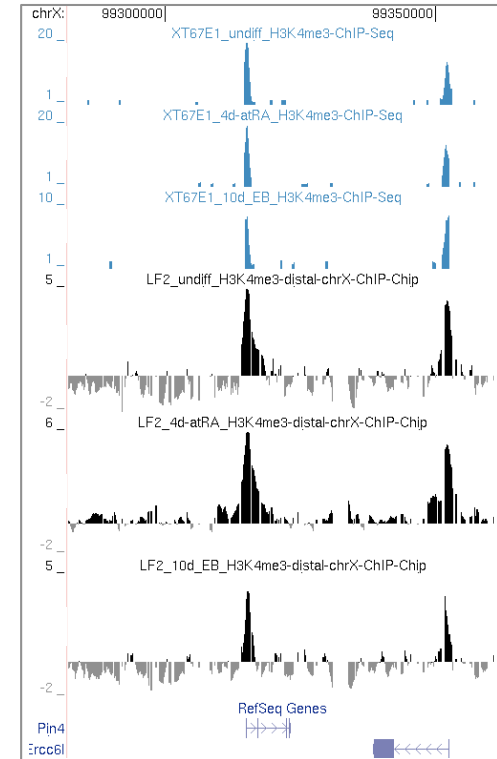 chrX: 99300000 99350000
20 _ XT67E1_undiff_H3K4me3-ChIP-Seq
1 _
20 _ XT67E1_4d-atRA_H3K4me3-ChIP-Seq
1 _
10 _ XT67E1_10d_EB_H3K4me3-ChIP-Seq
1 _
5 _ LF2_undiff_H3K4me3-distal-chrX-ChIP-Chip
-2 _
6 _ LF2_4d-atRA_H3K4me3-distal-chrX-ChIP-Chip
-2 _
5 _ LF2_10d_EB_H3K4me3-distal-chrX-ChIP-Chip
-2 _
RefSeq Genes
Pin4
Ercc6l